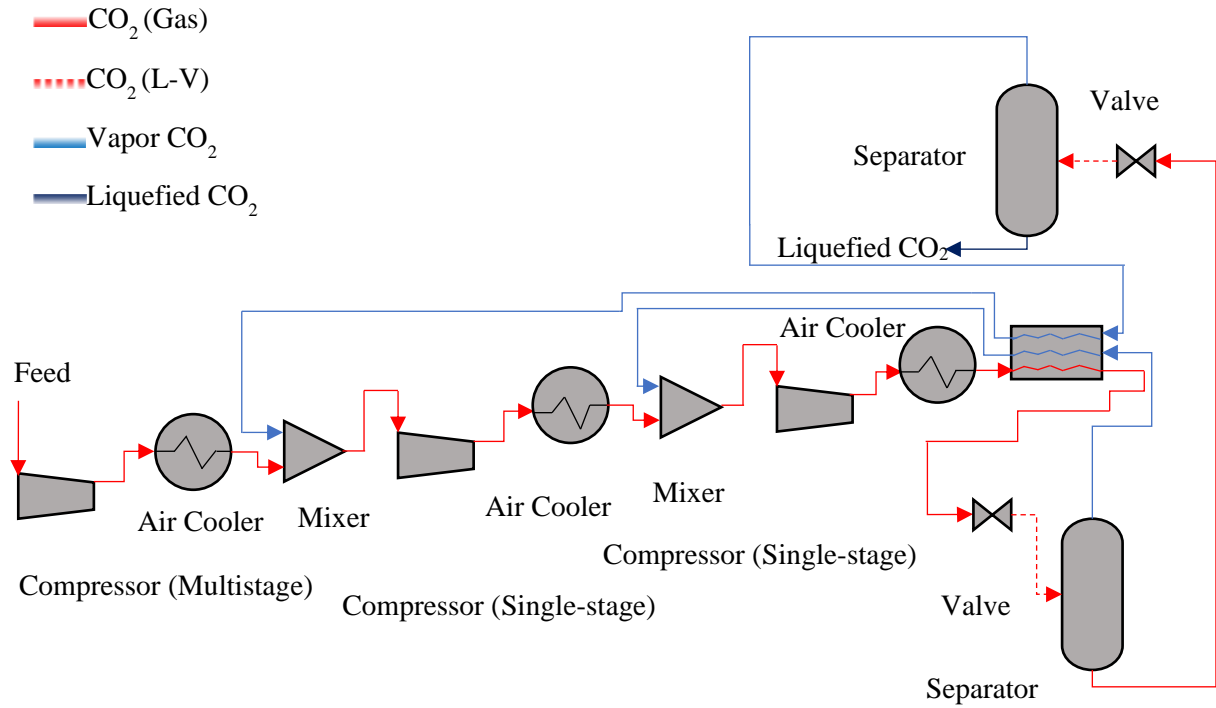 CO₂ (Gas)
CO₂ (L-V)
Vapor CO₂
Liquefied CO₂
Valve
Separator
Liquefied CO₂
Air Cooler
Feed
Air Cooler
Mixer
Air Cooler
Mixer
Compressor (Single-stage)
Compressor (Multistage)
Compressor (Single-stage)
Valve
Separator